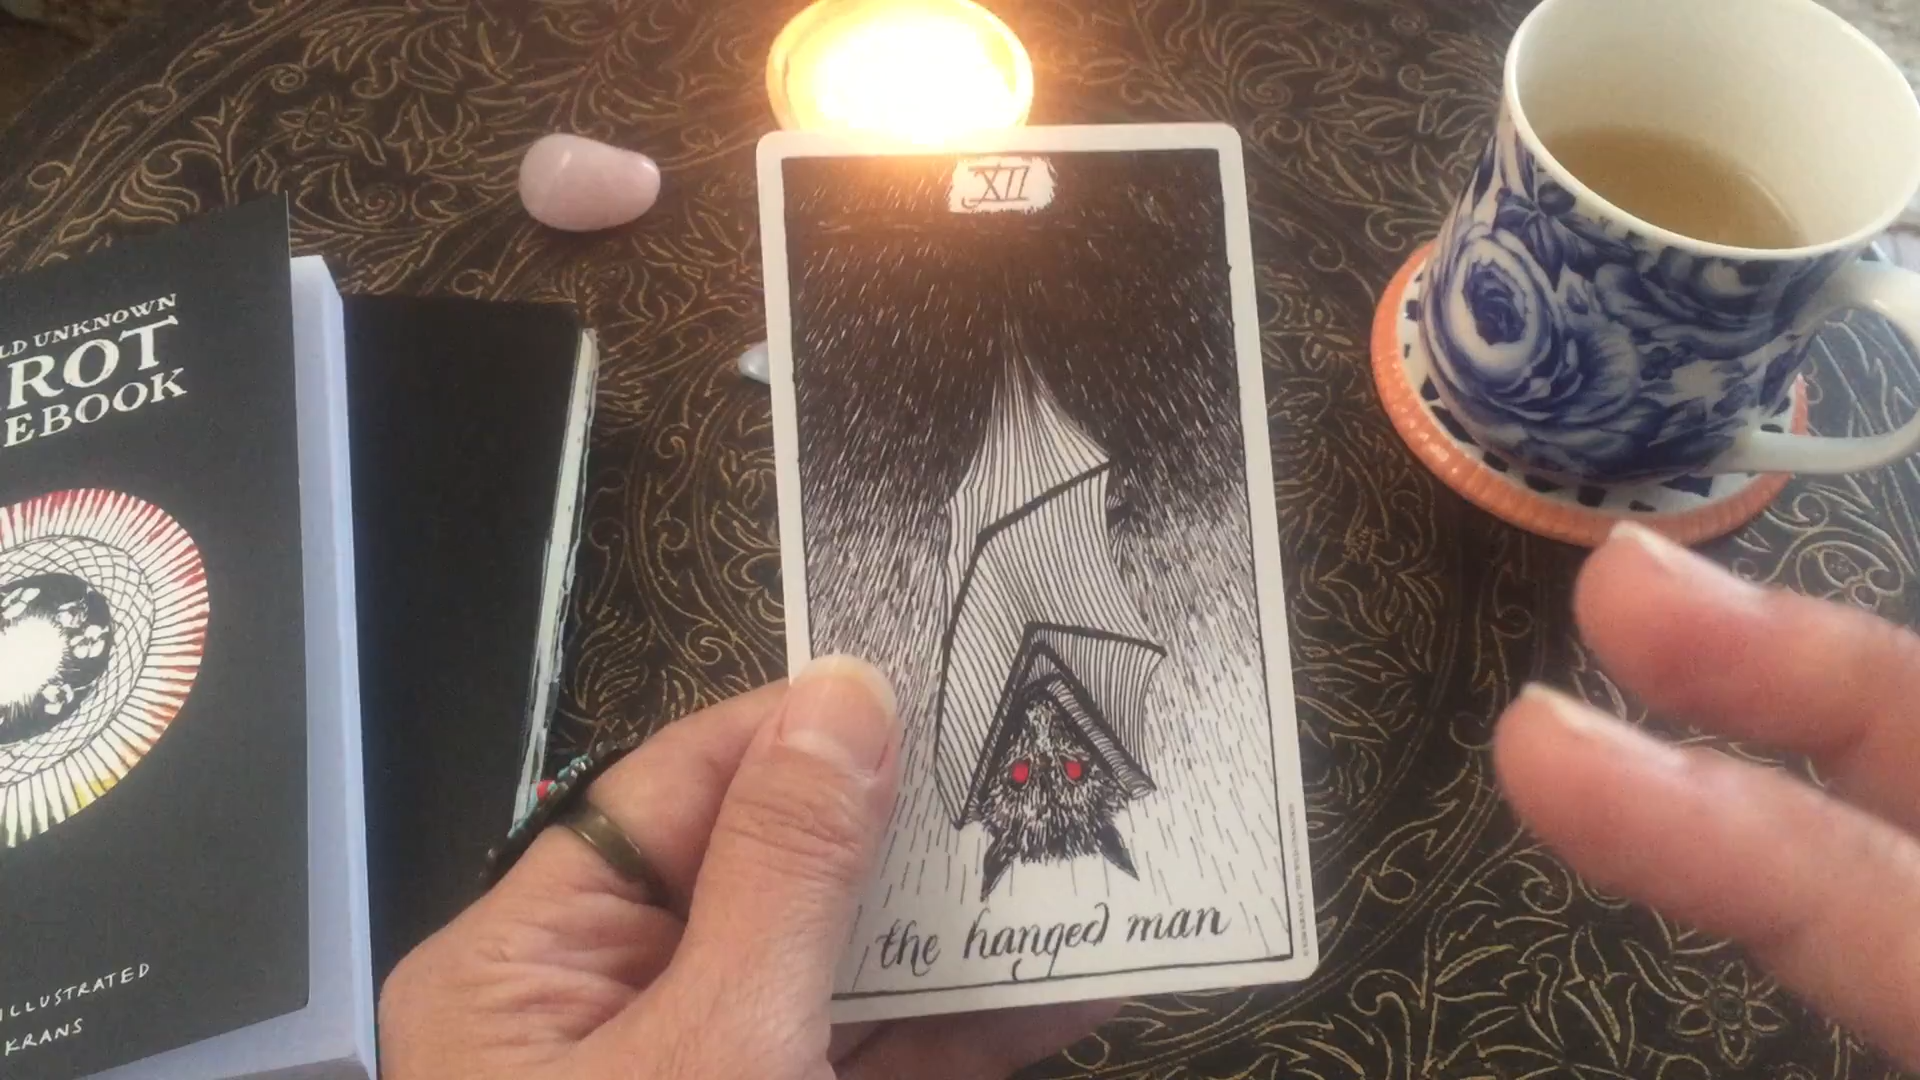 LD UNKNOWN
ROT
EBOOK
ILLUSTRATED
KRANS
XII
the hanged man